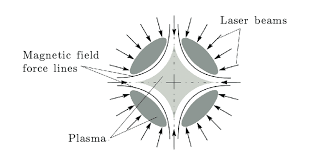 Laser beams
Magnetic field
force lines
Plasma